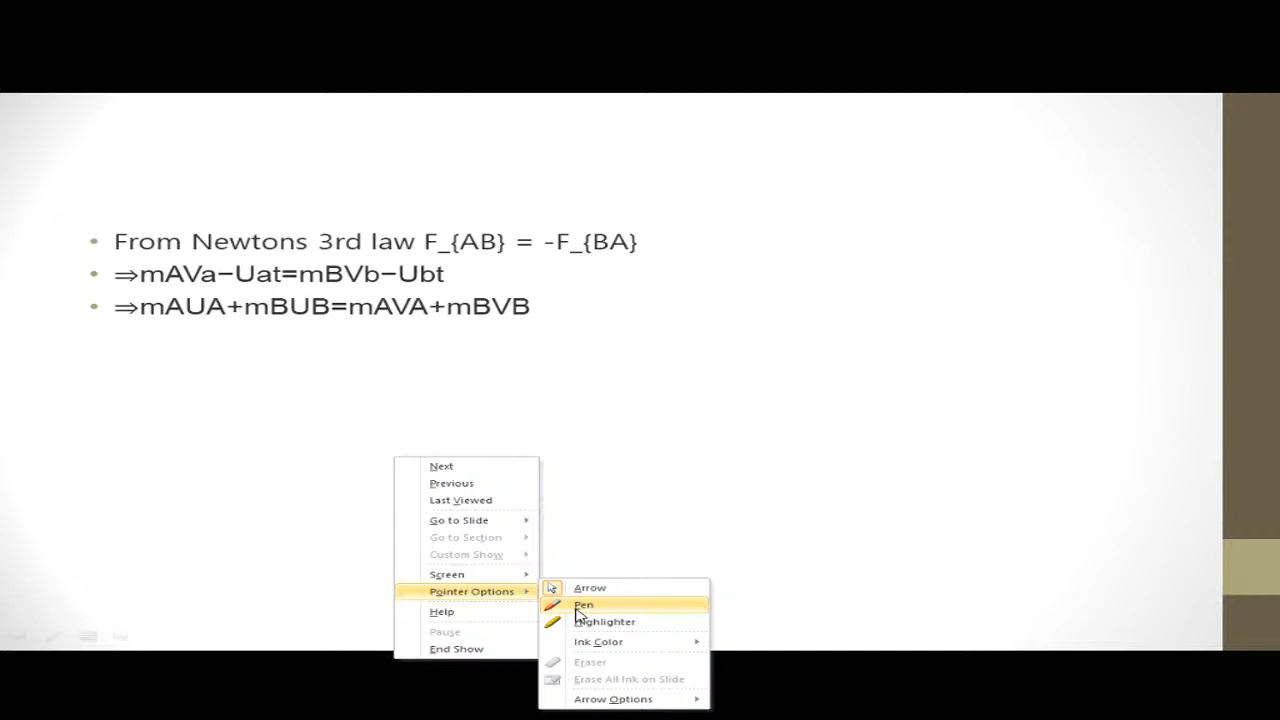 • From Newtons 3rd law F_{AB} = -F_{BA}
• ⇒mAVa−Uat=mBVb−Ubt
• ⇒mAUA+mBUB=mAVA+mBVB
Next
Previous
Last Viewed
Go to Slide
Go to Section
Custom Show
Screen
Pointer Options
Help
Pause
End Show
Arrow
Pen
Highlighter
Ink Color
Eraser
Erase All Ink on Slide
Arrow Options